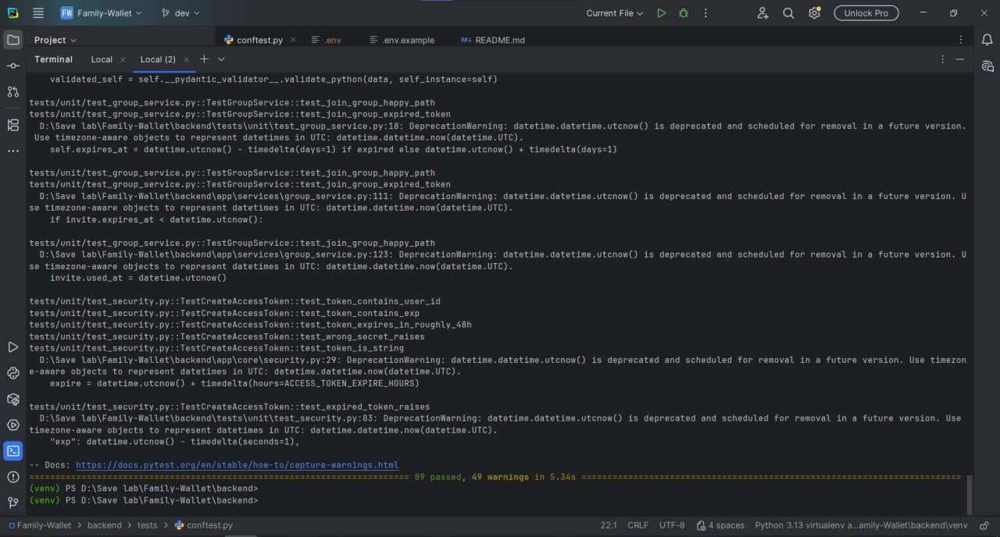 FW Family-Wallet dev Current File Unlock Pro
Project conftest.py .env .env.example M↓ README.md
Terminal Local Local (2)
validated_self = self.__pydantic_validator__.validate_python(data, self_instance=self)
tests/unit/test_group_service.py::TestGroupService::test_join_group_happy_path
tests/unit/test_group_service.py::TestGroupService::test_join_group_expired_token
D:\Save lab\Family-Wallet\backend\tests\unit\test_group_service.py:18: DeprecationWarning: datetime.datetime.utcnow() is deprecated and scheduled for removal in a future version.
Use timezone-aware objects to represent datetimes in UTC: datetime.datetime.now(datetime.UTC).
self.expires_at = datetime.utcnow() - timedelta(days=1) if expired else datetime.utcnow() + timedelta(days=1)
tests/unit/test_group_service.py::TestGroupService::test_join_group_happy_path
tests/unit/test_group_service.py::TestGroupService::test_join_group_expired_token
D:\Save lab\Family-Wallet\backend\app\services\group_service.py:111: DeprecationWarning: datetime.datetime.utcnow() is deprecated and scheduled for removal in a future version. U
se timezone-aware objects to represent datetimes in UTC: datetime.datetime.now(datetime.UTC).
if invite.expires_at < datetime.utcnow():
tests/unit/test_group_service.py::TestGroupService::test_join_group_happy_path
D:\Save lab\Family-Wallet\backend\app\services\group_service.py:123: DeprecationWarning: datetime.datetime.utcnow() is deprecated and scheduled for removal in a future version. U
se timezone-aware objects to represent datetimes in UTC: datetime.datetime.now(datetime.UTC).
invite.used_at = datetime.utcnow()
tests/unit/test_security.py::TestCreateAccessToken::test_token_contains_user_id
tests/unit/test_security.py::TestCreateAccessToken::test_token_contains_exp
tests/unit/test_security.py::TestCreateAccessToken::test_token_expires_in_roughly_48h
tests/unit/test_security.py::TestCreateAccessToken::test_wrong_secret_raises
tests/unit/test_security.py::TestCreateAccessToken::test_token_is_string
D:\Save lab\Family-Wallet\backend\app\core\security.py:29: DeprecationWarning: datetime.datetime.utcnow() is deprecated and scheduled for removal in a future version. Use timezon
e-aware objects to represent datetimes in UTC: datetime.datetime.now(datetime.UTC).
expire = datetime.utcnow() + timedelta(hours=ACCESS_TOKEN_EXPIRE_HOURS)
tests/unit/test_security.py::TestCreateAccessToken::test_expired_token_raises
D:\Save lab\Family-Wallet\backend\tests\unit\test_security.py:83: DeprecationWarning: datetime.datetime.utcnow() is deprecated and scheduled for removal in a future version. Use
timezone-aware objects to represent datetimes in UTC: datetime.datetime.now(datetime.UTC).
"exp": datetime.utcnow() - timedelta(seconds=1),
-- Docs: https://docs.pytest.org/en/stable/how-to/capture-warnings.html
89 passed, 49 warnings in 5.34s
(venv) PS D:\Save lab\Family-Wallet\backend>
(venv) PS D:\Save lab\Family-Wallet\backend>
Family-Wallet > backend > tests > conftest.py 22:1 CRLF UTF-8 4 spaces Python 3.13 virtualenv a...amily-Wallet\backend\venv